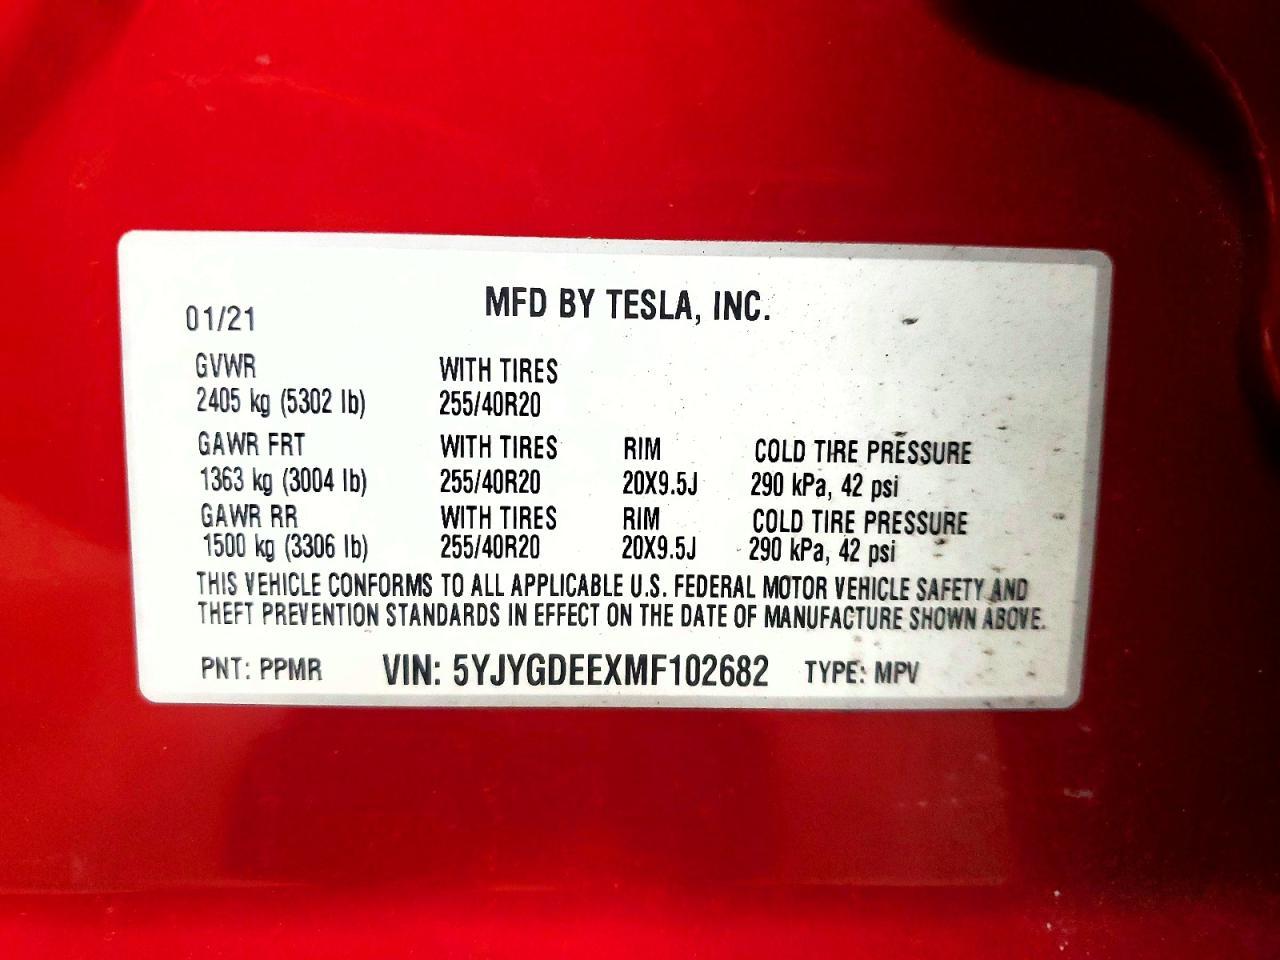 MFD BY TESLA, INC.
01/21
GVWR WITH TIRES
2405 kg (5302 lb) 255/40R20
GAWR FRT WITH TIRES RIM COLD TIRE PRESSURE
1363 kg (3004 lb) 255/40R20 20X9.5J 290 kPa, 42 psi
GAWR RR WITH TIRES RIM COLD TIRE PRESSURE
1500 kg (3306 lb) 255/40R20 20X9.5J 290 kPa, 42 psi
THIS VEHICLE CONFORMS TO ALL APPLICABLE U.S. FEDERAL MOTOR VEHICLE SAFETY AND
THEFT PREVENTION STANDARDS IN EFFECT ON THE DATE OF MANUFACTURE SHOWN ABOVE.
PNT: PPMR VIN: 5YJYGDEEXMF102682 TYPE: MPV